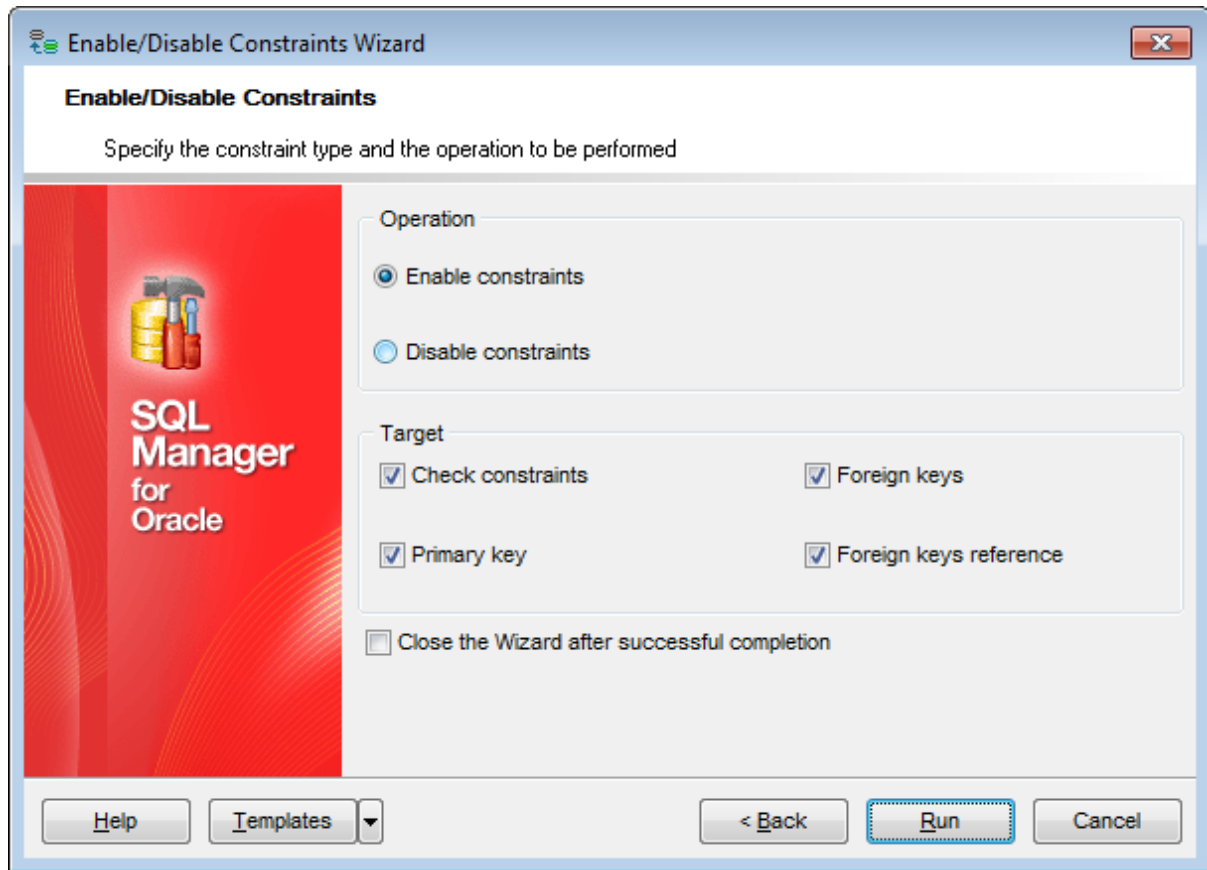 Enable/Disable Constraints Wizard
Enable/Disable Constraints
Specify the constraint type and the operation to be performed
SQL
Manager
for
Oracle
Operation
Enable constraints
Disable constraints
Target
Check constraints
Foreign keys
Primary key
Foreign keys reference
Close the Wizard after successful completion
Help
Templates
< Back
Run
Cancel